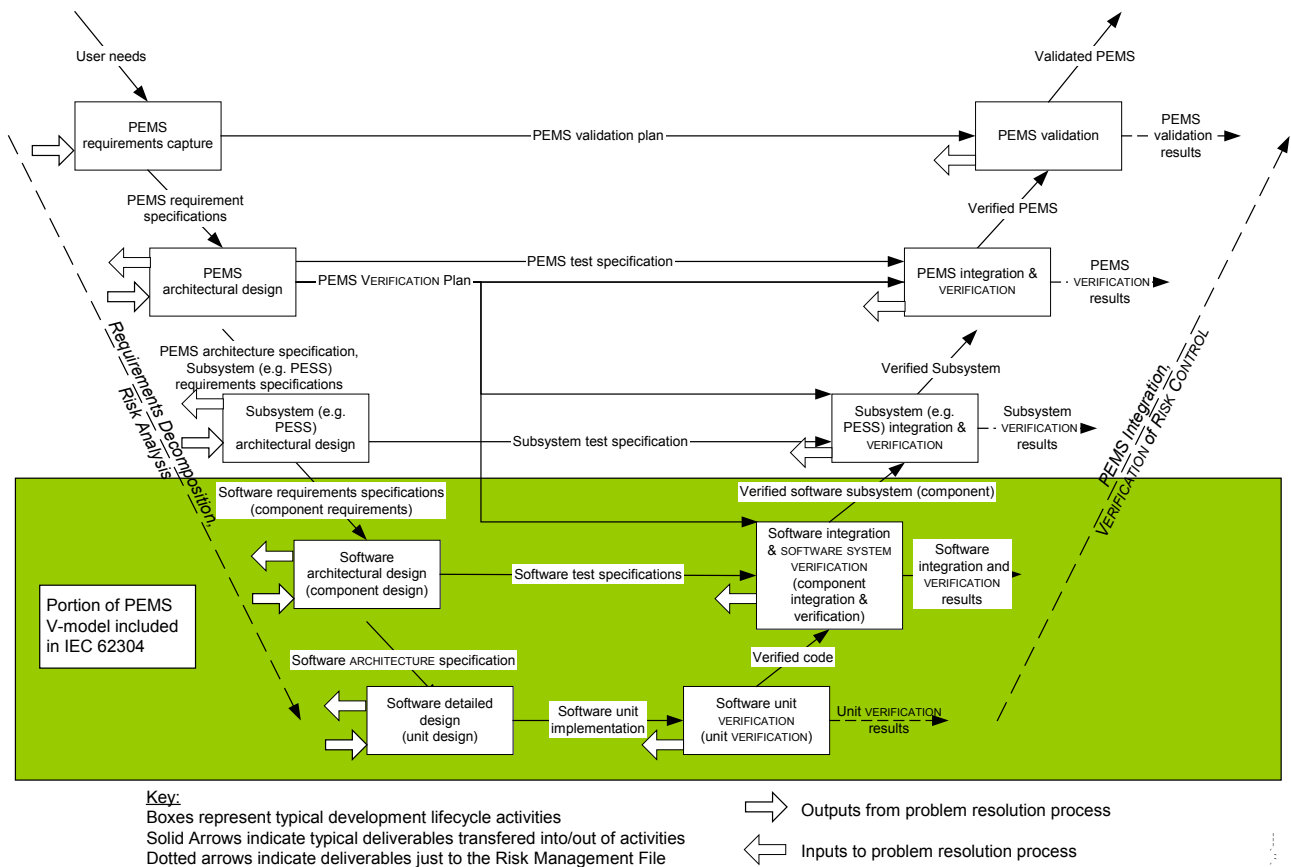 User needs
Validated PEMS
PEMS
requirements capture
PEMS validation plan
PEMS validation
PEMS
validation
results
PEMS requirement
specifications
Verified PEMS
PEMS
architectural design
PEMS test specification
PEMS VERIFICATION Plan
PEMS integration &
VERIFICATION
PEMS
VERIFICATION
results
PEMS architecture specification,
Subsystem (e.g. PESS)
requirements specifications
Verified Subsystem
Requirements Decomposition,
Risk Analysis
PEMS Integration,
VERIFICATION of RISK CONTROL
Subsystem (e.g.
PESS)
architectural design
Subsystem test specification
Subsystem (e.g.
PESS) integration &
VERIFICATION
Subsystem
VERIFICATION
results
Software requirements specifications
(component requirements)
Verified software subsystem (component)
Software
architectural design
(component design)
Software test specifications
Software integration
& SOFTWARE SYSTEM
VERIFICATION
(component
integration &
verification)
Software
integration and
VERIFICATION
results
Portion of PEMS
V-model included
in IEC 62304
Software ARCHITECTURE specification
Verified code
Software detailed
design
(unit design)
Software unit
implementation
Software unit
VERIFICATION
(unit VERIFICATION)
Unit VERIFICATION
results
Key:
Boxes represent typical development lifecycle activities
Solid Arrows indicate typical deliverables transfered into/out of activities
Dotted arrows indicate deliverables just to the Risk Management File
Outputs from problem resolution process
Inputs to problem resolution process